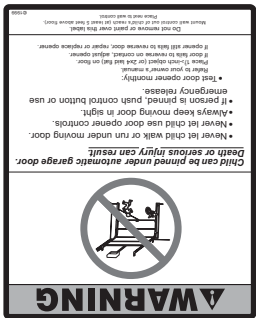 WARNING
Child can be pinned under automatic garage door.
Death or serious injury can result.
• Never let child walk or run under moving door.
• Never let child use door opener controls.
• Always keep moving door in sight.
• If person is pinned, push control button or use
emergency release.
• Test door opener monthly:
Refer to your owner's manual.
Place 1½-inch object (or 2x4 laid flat) on floor.
If door fails to reverse on contact, adjust opener.
If opener still fails to reverse door, repair or replace opener.
Do not remove or paint over this label.
Mount wall control out of child's reach (at least 5 feet above floor).
Place next to wall control.
© 1999